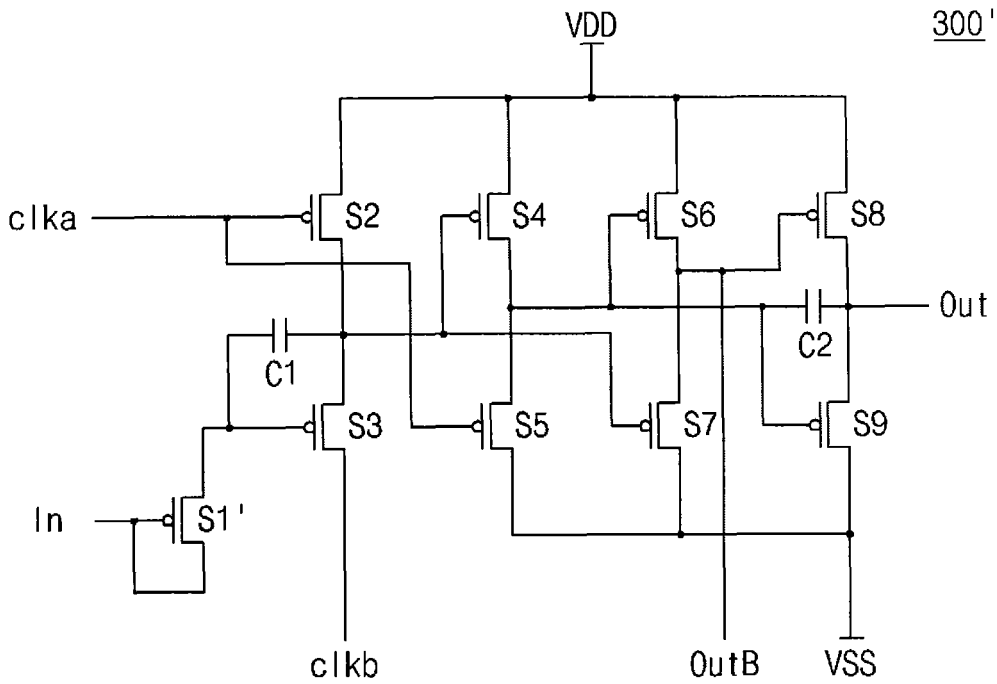 300'
VDD
clka
S2
S4
S6
S8
Out
C1
C2
S3
S5
S7
S9
In
S1'
clkb
OutB
VSS